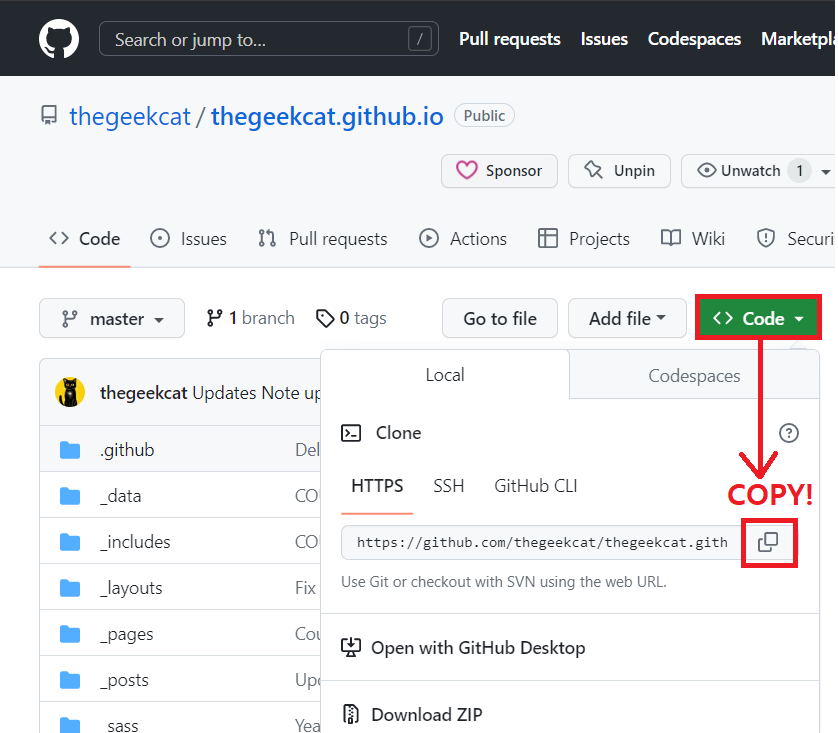 Search or jump to... /
Pull requests Issues Codespaces Marketpla
thegeekcat / thegeekcat.github.io Public
Sponsor Unpin Unwatch 1
Code Issues Pull requests Actions Projects Wiki Securi
master 1 branch 0 tags Go to file Add file Code
Local Codespaces
thegeekcat Updates Note up
Clone
.github Del
HTTPS SSH GitHub CLI
COPY!
_data CO
_includes CO
https://github.com/thegeekcat/thegeekcat.gith
Use Git or checkout with SVN using the web URL.
_layouts Fix
_pages Cou
Open with GitHub Desktop
_posts Upd
Download ZIP
_sass Yea